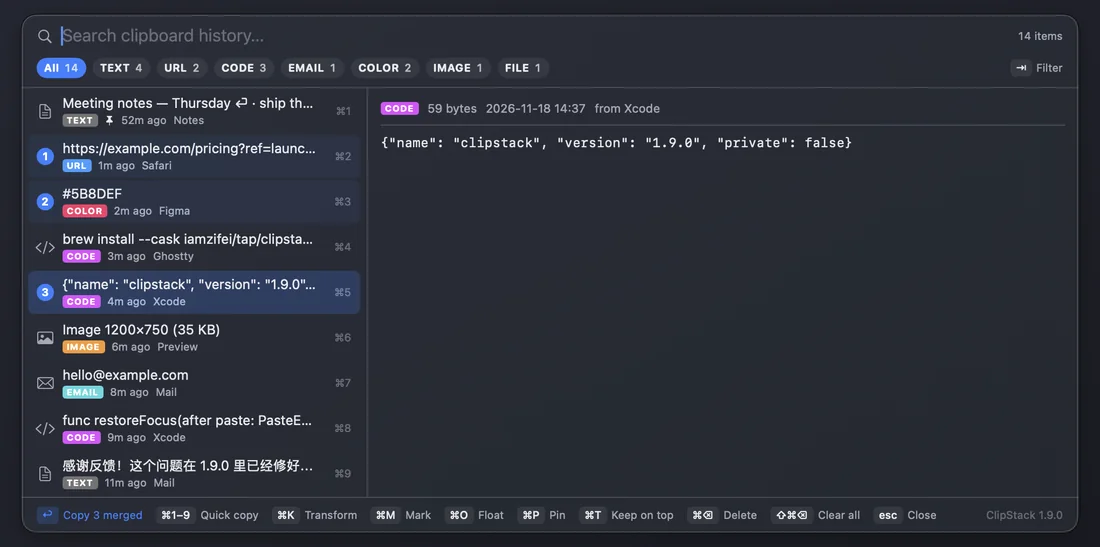 Search clipboard history...
14 items
All 14 TEXT 4 URL 2 CODE 3 EMAIL 1 COLOR 2 IMAGE 1 FILE 1
⇥ Filter
Meeting notes — Thursday ⏎ · ship th...
TEXT 52m ago Notes
⌘1
1
https://example.com/pricing?ref=launc...
URL 1m ago Safari
⌘2
2
#5B8DEF
COLOR 2m ago Figma
⌘3
</>
brew install --cask iamzifei/tap/clipsta...
CODE 3m ago Ghostty
⌘4
3
{"name": "clipstack", "version": "1.9.0"...
CODE 4m ago Xcode
⌘5
Image 1200×750 (35 KB)
IMAGE 6m ago Preview
⌘6
hello@example.com
EMAIL 8m ago Mail
⌘7
</>
func restoreFocus(after paste: PasteE...
CODE 9m ago Xcode
⌘8
感谢反馈！这个问题在 1.9.0 里已经修好...
TEXT 11m ago Mail
⌘9
CODE 59 bytes 2026-11-18 14:37 from Xcode
{"name": "clipstack", "version": "1.9.0", "private": false}
↩ Copy 3 merged ⌘1–9 Quick copy ⌘K Transform ⌘M Mark ⌘O Float ⌘P Pin ⌘T Keep on top ⌘⌫ Delete ⇧⌘⌫ Clear all esc Close
ClipStack 1.9.0